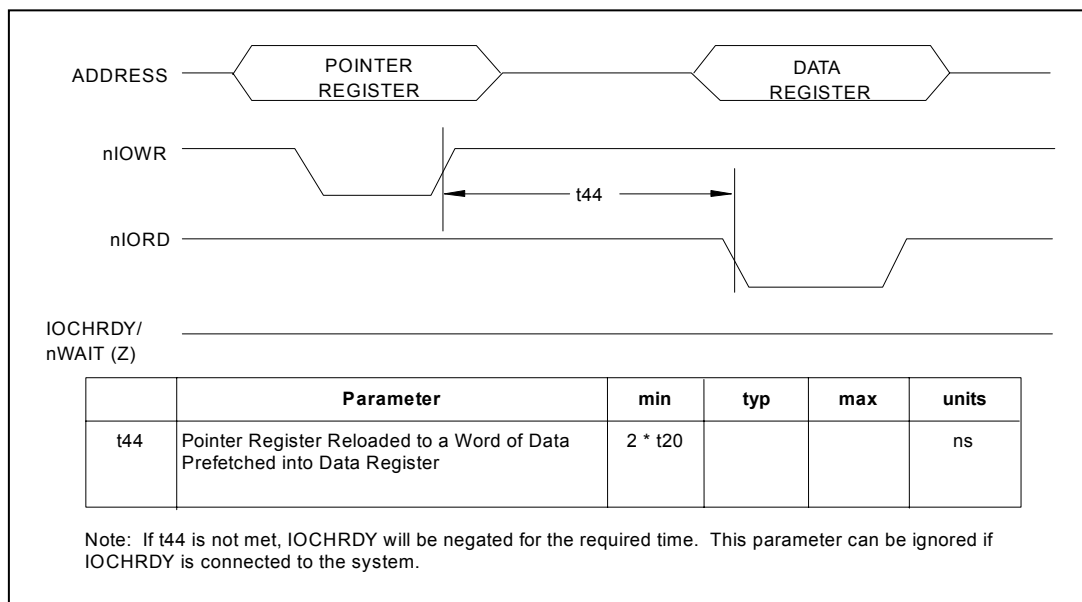 ADDRESS
POINTER
REGISTER
DATA
REGISTER
nIOWR
t44
nIORD
IOCHRDY/
nWAIT (Z)
Parameter min typ max units
t44 Pointer Register Reloaded to a Word of Data 2 * t20 ns
Prefetched into Data Register
Note: If t44 is not met, IOCHRDY will be negated for the required time. This parameter can be ignored if
IOCHRDY is connected to the system.